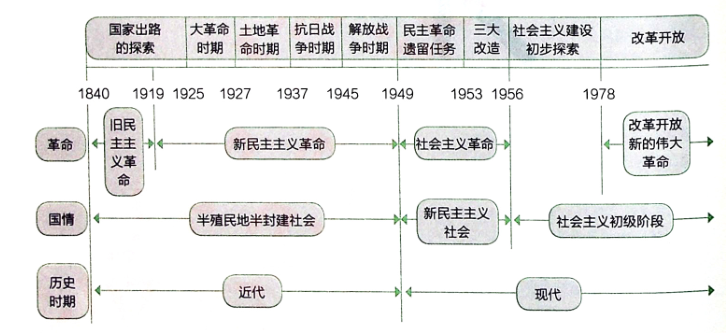 国家出路
的探索
大革命
时期
土地革
命时期
抗日战
争时期
解放战
争时期
民主革命
遗留任务
三大
改造
社会主义建设
初步探索
改革开放
1840 1919 1925 1927 1937 1945 1949 1953 1956 1978
革命
旧民
主主
义革
命
新民主主义革命
社会主义革命
改革开放
新的伟大
革命
国情
半殖民地半封建社会
新民主主义
社会
社会主义初级阶段
历史
时期
近代
现代